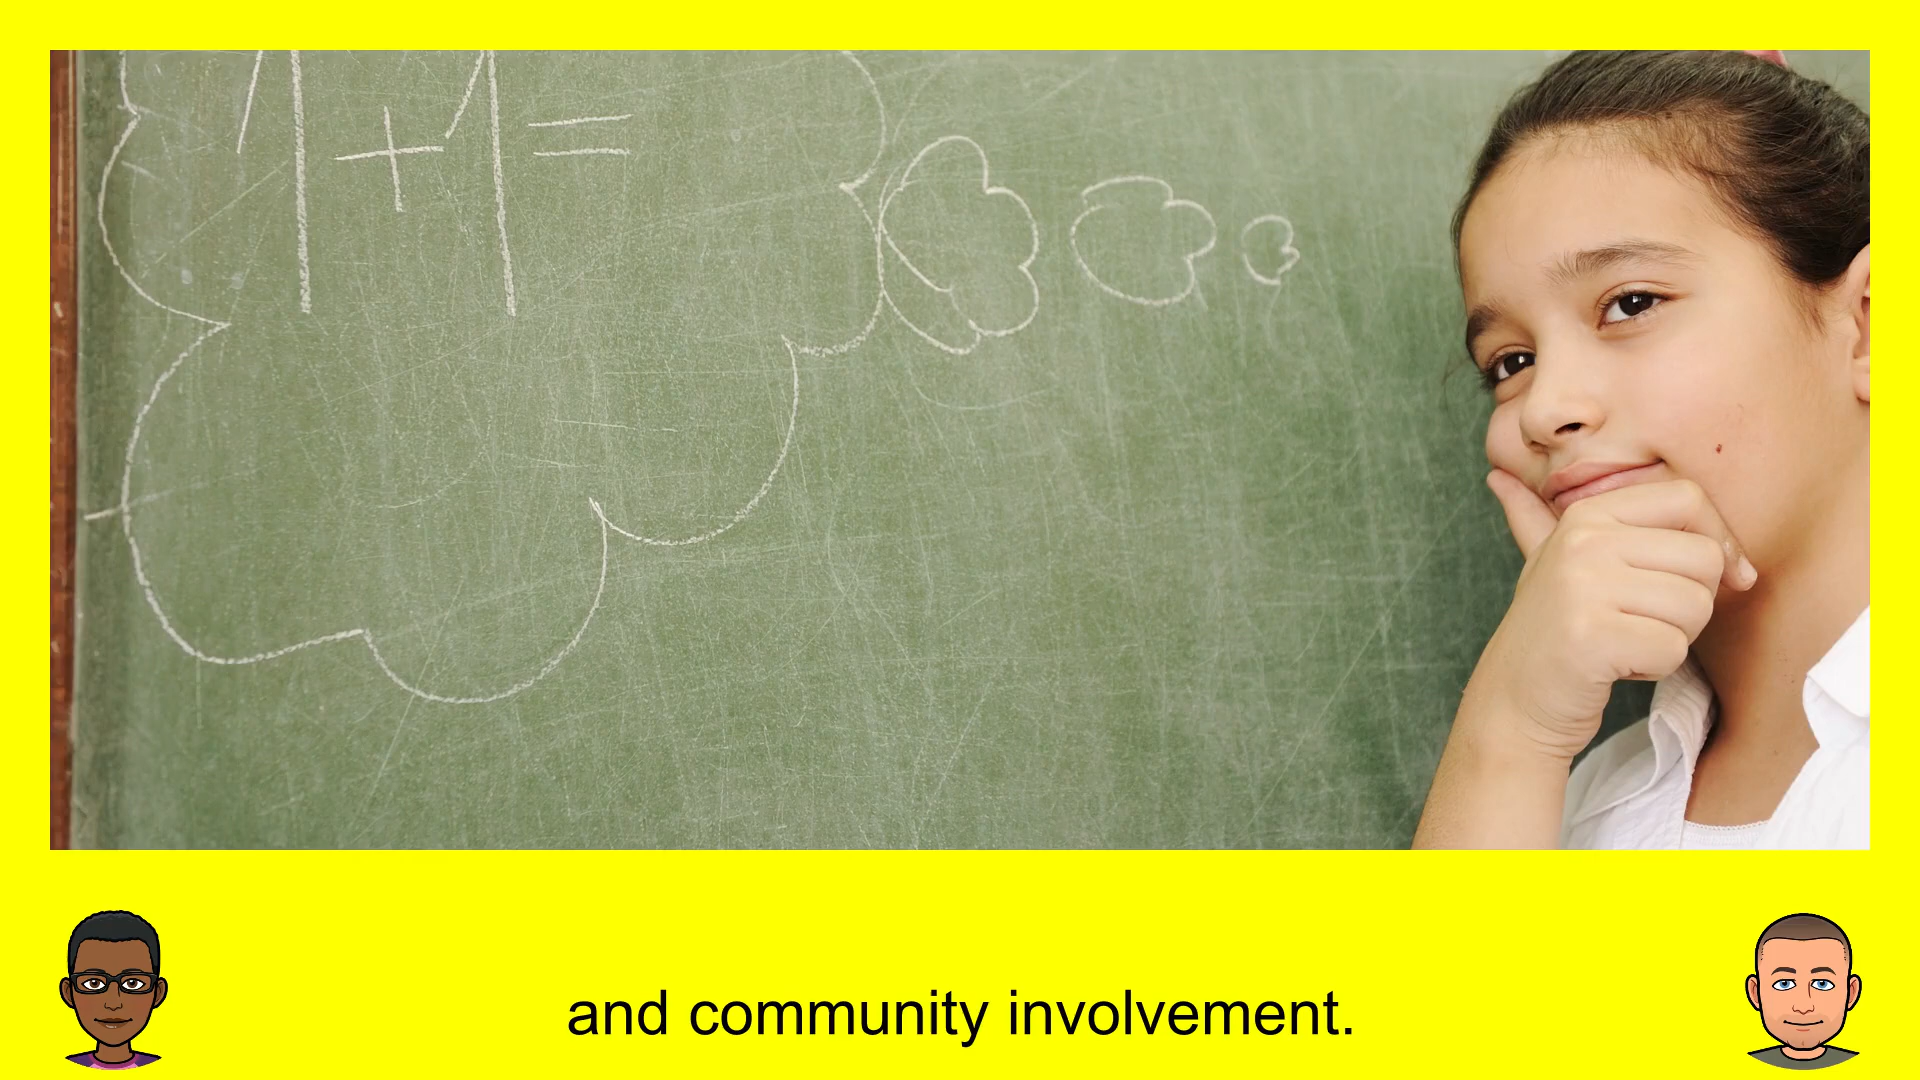 1+1=
and community involvement.